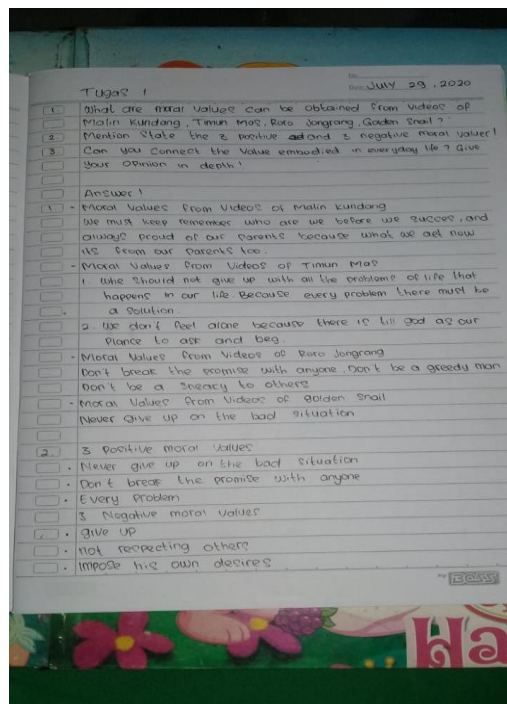 Tugas 1
Date: July 29, 2020
1 What are moral values can be obtained from videos of
Malin Kundang, Timun Mas, Roro Jongrang, Golden Snail?
2 Mention State the 3 positive and 3 negative moral values!
3 Can you connect the value embodied in everyday life? Give
your opinion in depth!
Answer!
1 - Moral Values from Videos of Malin Kundang
We must keep remember who are we before we succes, and
always proud of our parents because what we get now
its from our parents too.
- Moral Values from Videos of Timun Mas
1. Whe should not give up with all the problems of life that
happens in our life. Because every problem there must be
a solution.
2. We don't feel alone because there is till god as our
plance to ask and beg.
- Moral Values from Videos of Roro Jongrang
Don't break the promise with anyone. Don't be a greedy man
Don't be a sneacy to others
- Moral Values from Videos of golden Snail
Never give up on the bad situation
2 3 Positive moral values
• Never give up on the bad situation
• Don't break the promise with anyone
• Every Problem
3 Negative moral values
• give up
• not respecting others
• Impose his own desires
BOSS
Ha